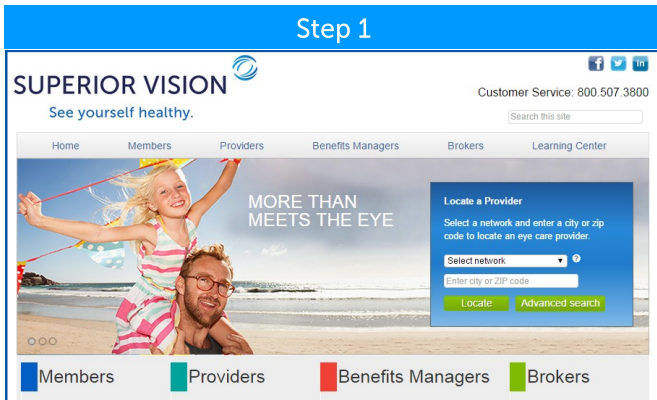 Step 1
SUPERIOR VISION
See yourself healthy.
f
in
Customer Service: 800.507.3800
Search this site
Home Members Providers Benefits Managers Brokers Learning Center
MORE THAN
MEETS THE EYE
Locate a Provider
Select a network and enter a city or zip
code to locate an eye care provider.
Select network
?
Enter city or ZIP code
Locate Advanced search
Members Providers Benefits Managers Brokers